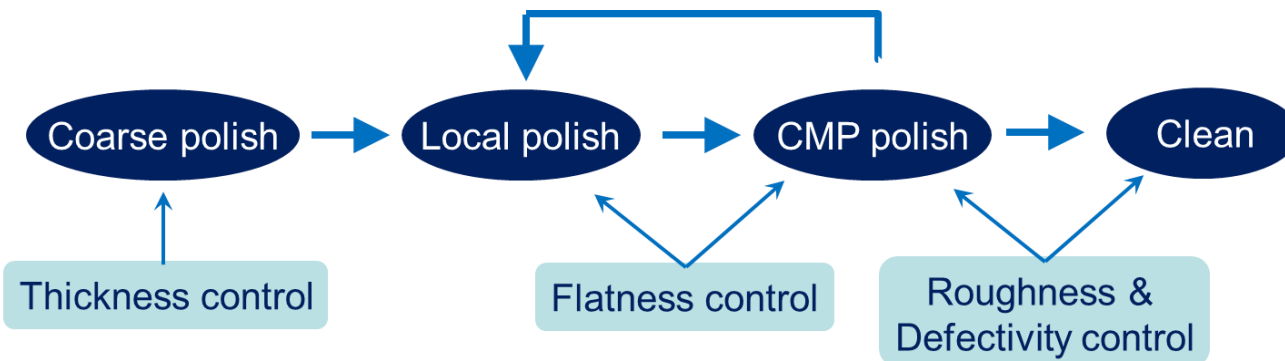 Coarse polish
Local polish
CMP polish
Clean
Thickness control
Flatness control
Roughness &
Defectivity control